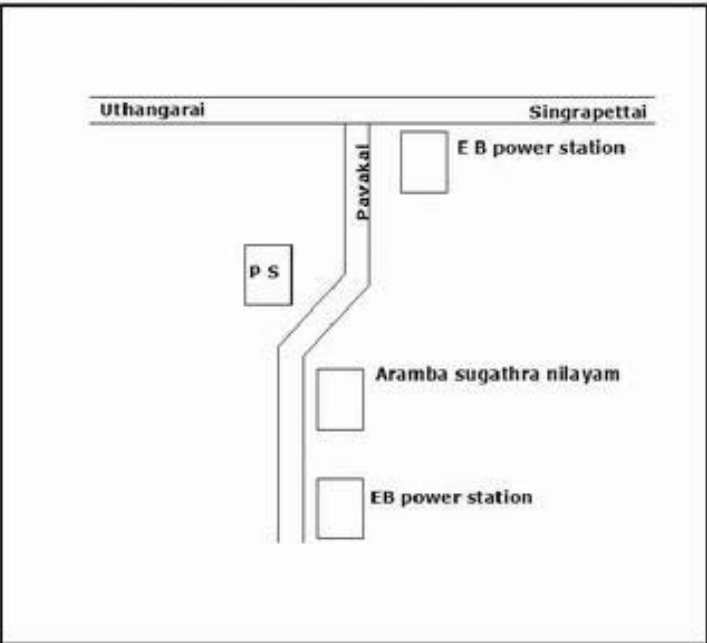 Uthangarai
Singrapettai
E B power station
Pavakal
P S
Aramba sugathra nilayam
EB power station